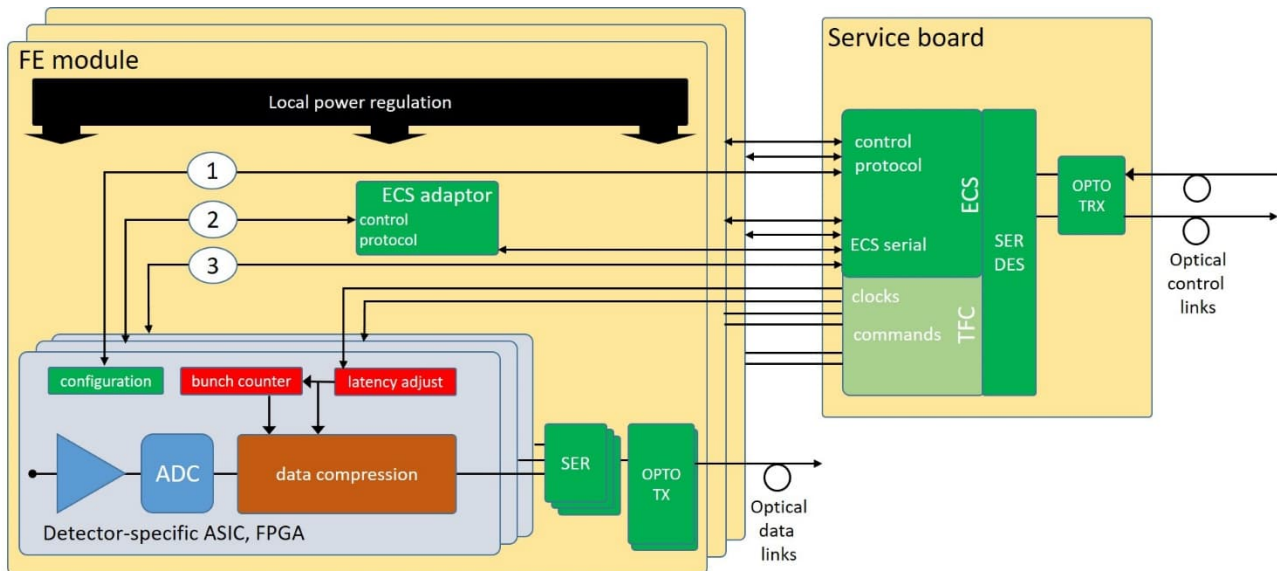 FE module
Local power regulation
1
2
3
ECS adaptor
control
protocol
configuration
bunch counter
latency adjust
ADC
data compression
Detector-specific ASIC, FPGA
SER
OPTO
TX
Optical
data
links
Service board
control
protocol
ECS
ECS serial
clocks
commands
TFC
SER
DES
OPTO
TRX
Optical
control
links